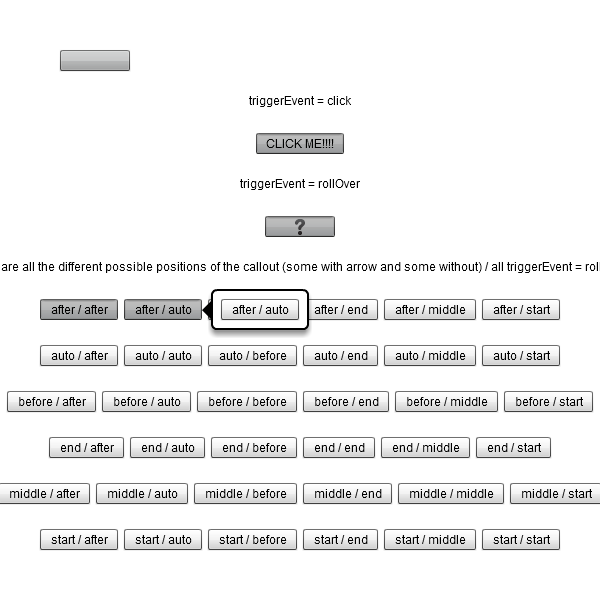 triggerEvent = click
CLICK ME!!!!
triggerEvent = rollOver
?
are all the different possible positions of the callout (some with arrow and some without) / all triggerEvent = roll
after / after after / auto after / auto after / end after / middle after / start
auto / after auto / auto auto / before auto / end auto / middle auto / start
before / after before / auto before / before before / end before / middle before / start
end / after end / auto end / before end / end end / middle end / start
middle / after middle / auto middle / before middle / end middle / middle middle / start
start / after start / auto start / before start / end start / middle start / start